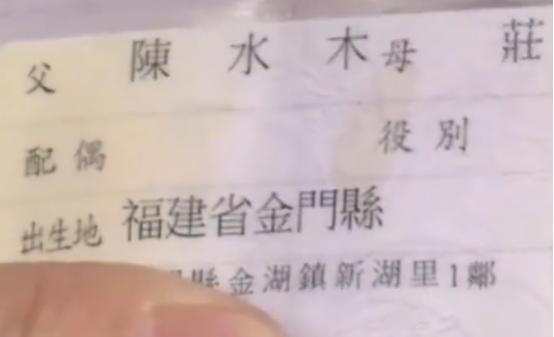 父 陳水木 母 莊
配偶 役別
出生地 福建省金門縣
縣金湖鎮新湖里1鄰